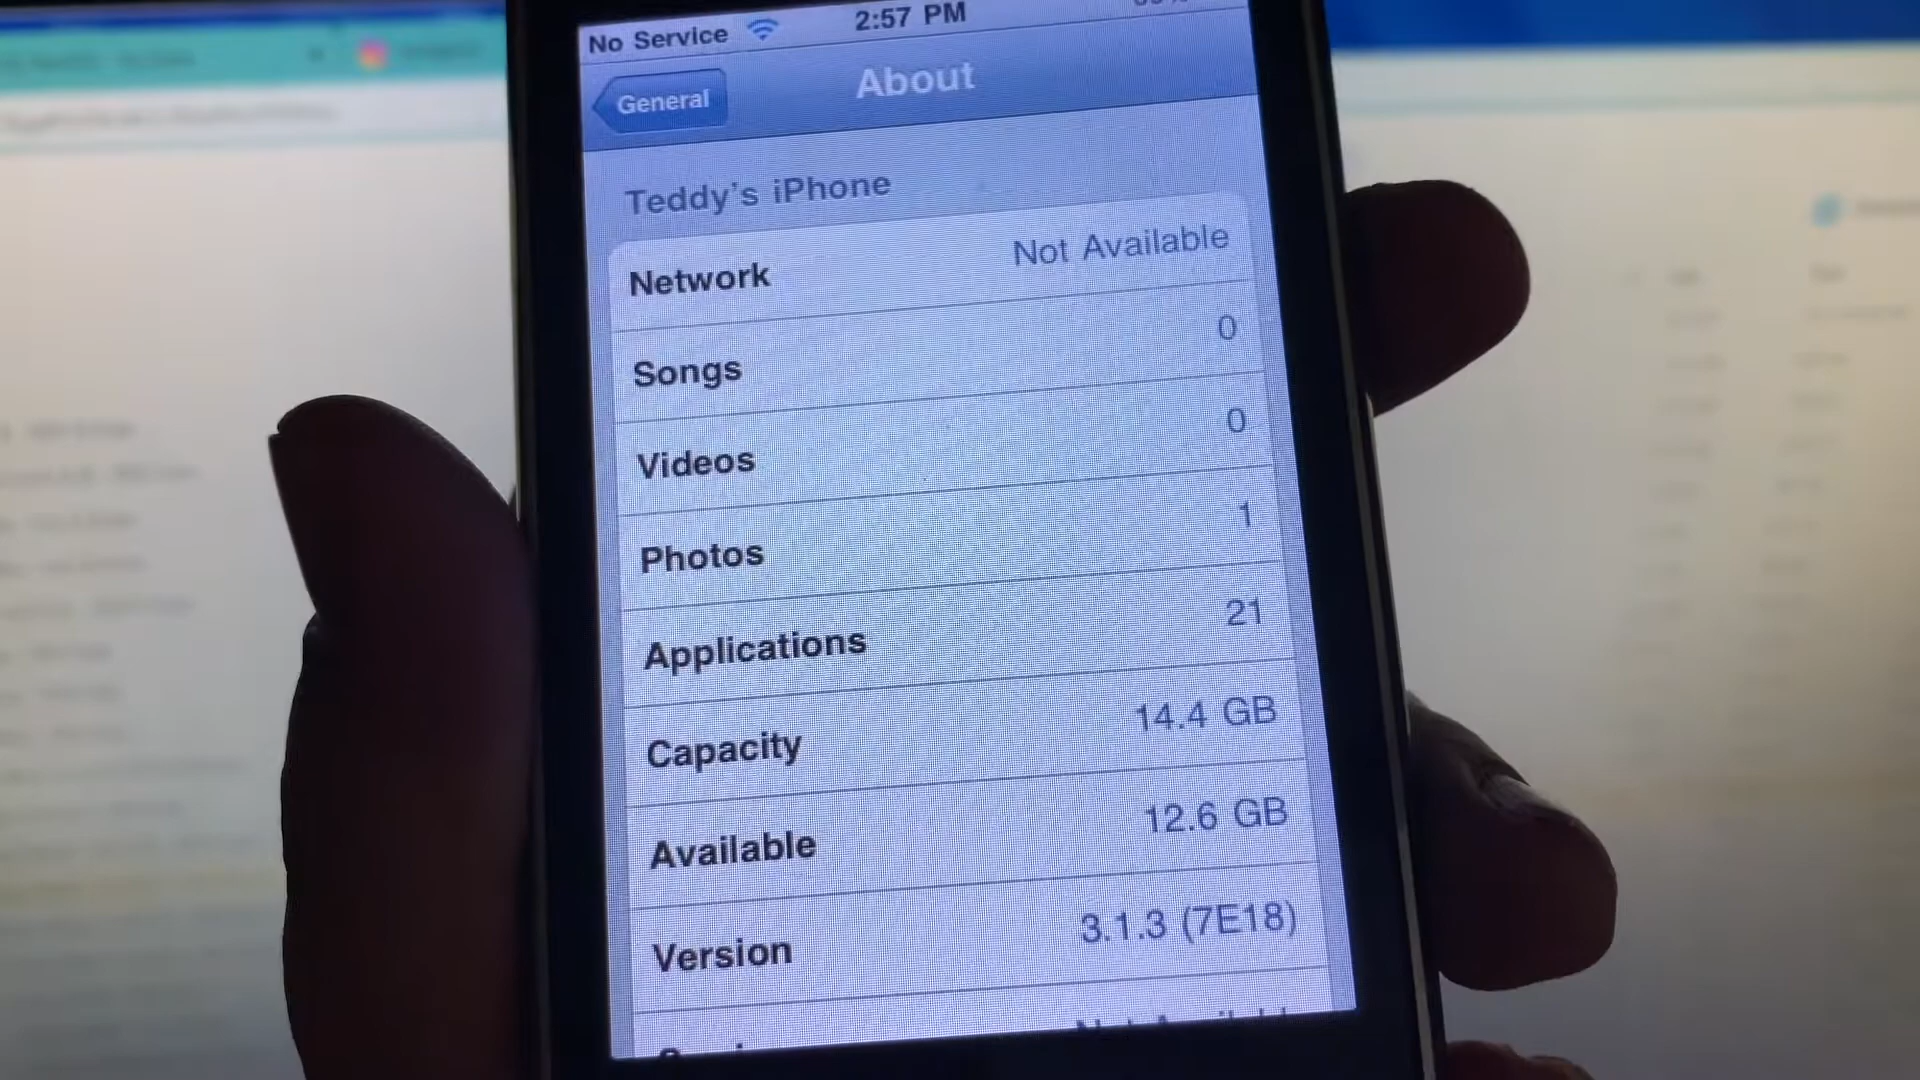 No Service 2:57 PM
General
About
Teddy's iPhone
Network Not Available
Songs 0
Videos 0
Photos 1
Applications 21
Capacity 14.4 GB
Available 12.6 GB
Version 3.1.3 (7E18)